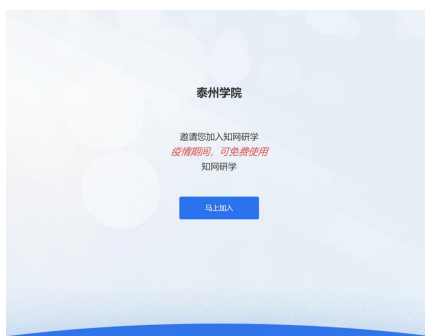 泰州学院
邀请您加入知网研学
疫情期间，可免费使用
知网研学
马上加入